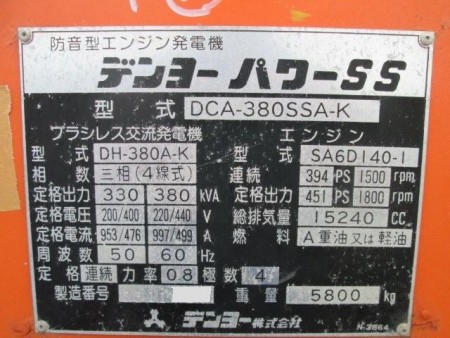 防音型エンジン発電機
デンヨー パワーSS
型 式 DCA-380SSA-K
ブラシレス交流発電機
型 式 DH-380A-K
相 数 三相(4線式)
定格出力 330 380 kVA
定格電圧 200/400 220/440 V
定格電流 953/476 997/499 A
周波数 50 60 Hz
定 格 連続 力率 0.8 極数 4
製造番号
エンジン
型 式 SA6D140-1
連続 394 PS 1500 rpm
定格出力 451 PS 1800 rpm
総排気量 15240 CC
燃 料 A重油又は軽油
重 量 5800 kg
デンヨー株式会社
N-3664